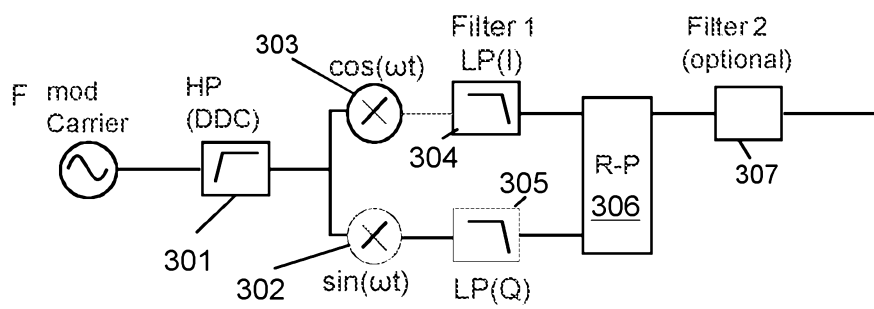 303
cos(ωt)
Filter 1
LP(I)
Filter 2
(optional)
F mod
Carrier
HP
(DDC)
304
305
307
R-P
306
301
302
sin(ωt)
LP(Q)